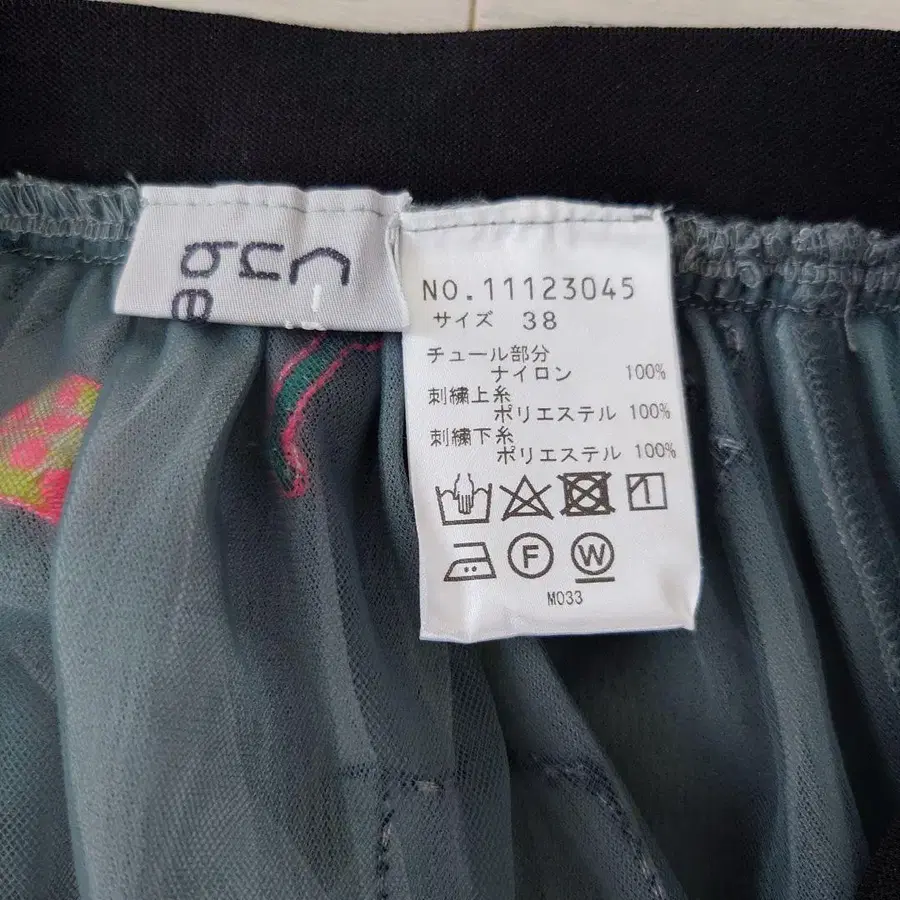 NO.11123045
サイズ 38
チュール部分
ナイロン 100%
刺繍上糸
ポリエステル 100%
刺繍下糸
ポリエステル 100%
F
W
M033